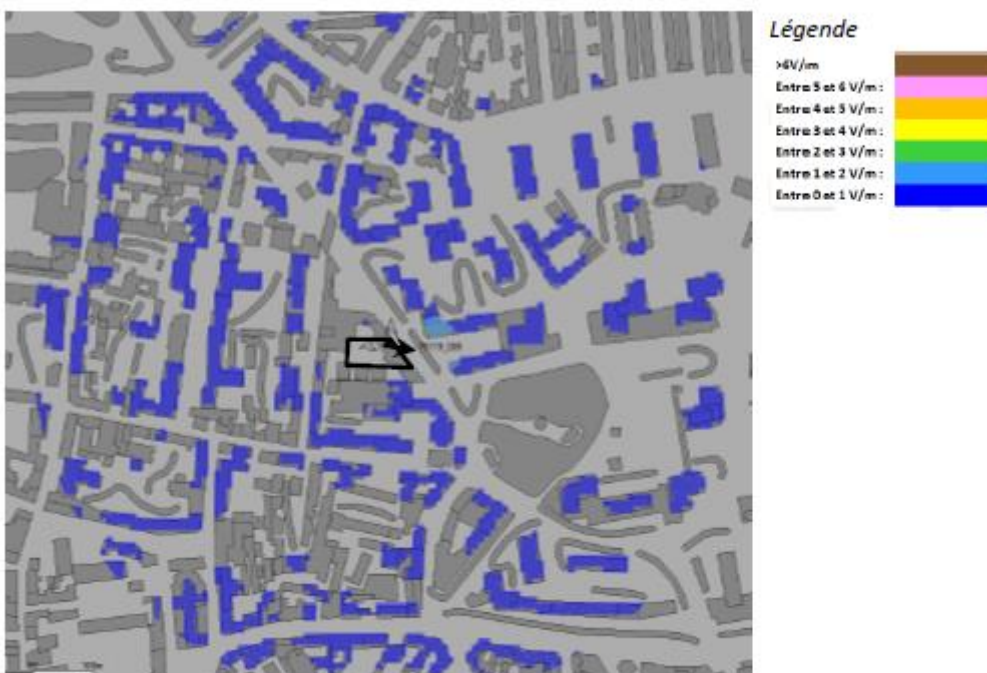 Légende
>6V/m
Entre 5 et 6 V/m :
Entre 4 et 5 V/m :
Entre 3 et 4 V/m :
Entre 2 et 3 V/m :
Entre 1 et 2 V/m :
Entre 0 et 1 V/m :